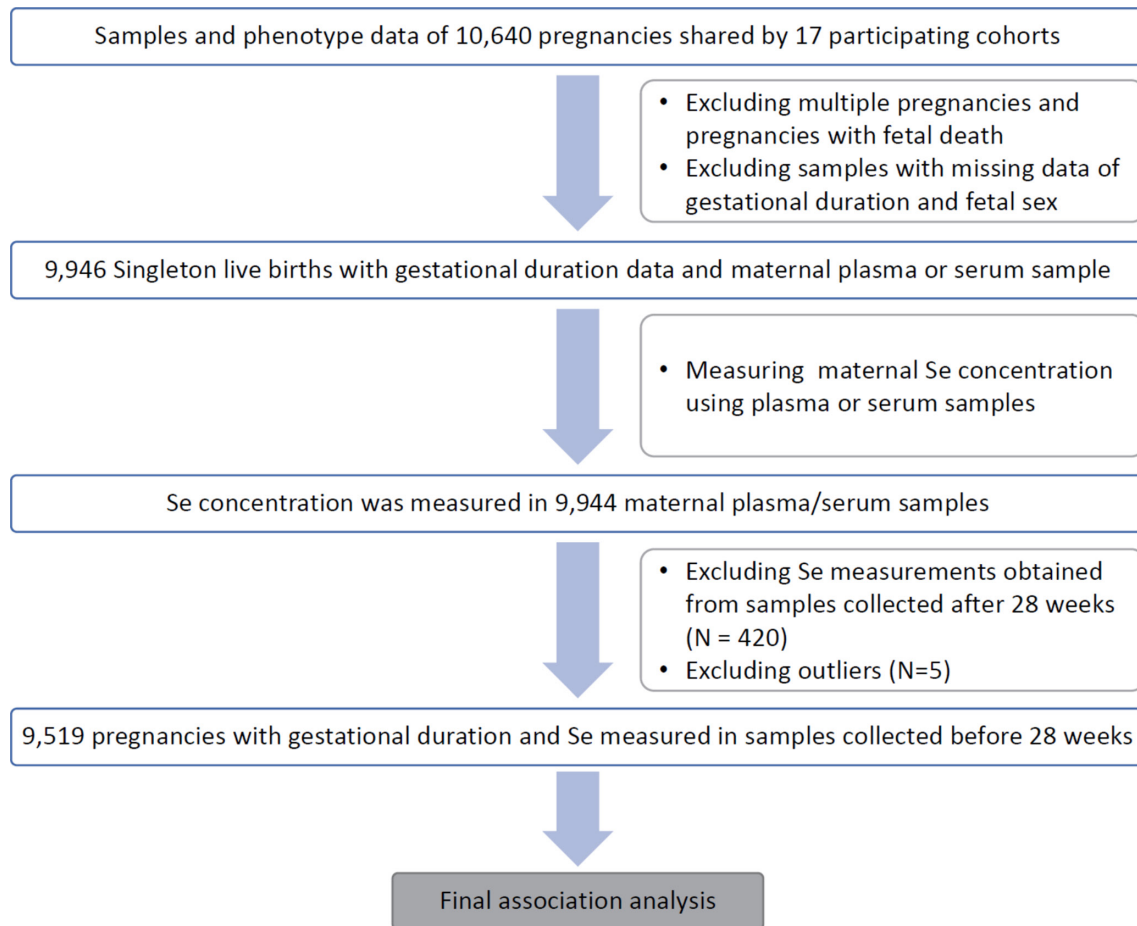 Samples and phenotype data of 10,640 pregnancies shared by 17 participating cohorts
• Excluding multiple pregnancies and
pregnancies with fetal death
• Excluding samples with missing data of
gestational duration and fetal sex
9,946 Singleton live births with gestational duration data and maternal plasma or serum sample
• Measuring maternal Se concentration
using plasma or serum samples
Se concentration was measured in 9,944 maternal plasma/serum samples
• Excluding Se measurements obtained
from samples collected after 28 weeks
(N = 420)
• Excluding outliers (N=5)
9,519 pregnancies with gestational duration and Se measured in samples collected before 28 weeks
Final association analysis